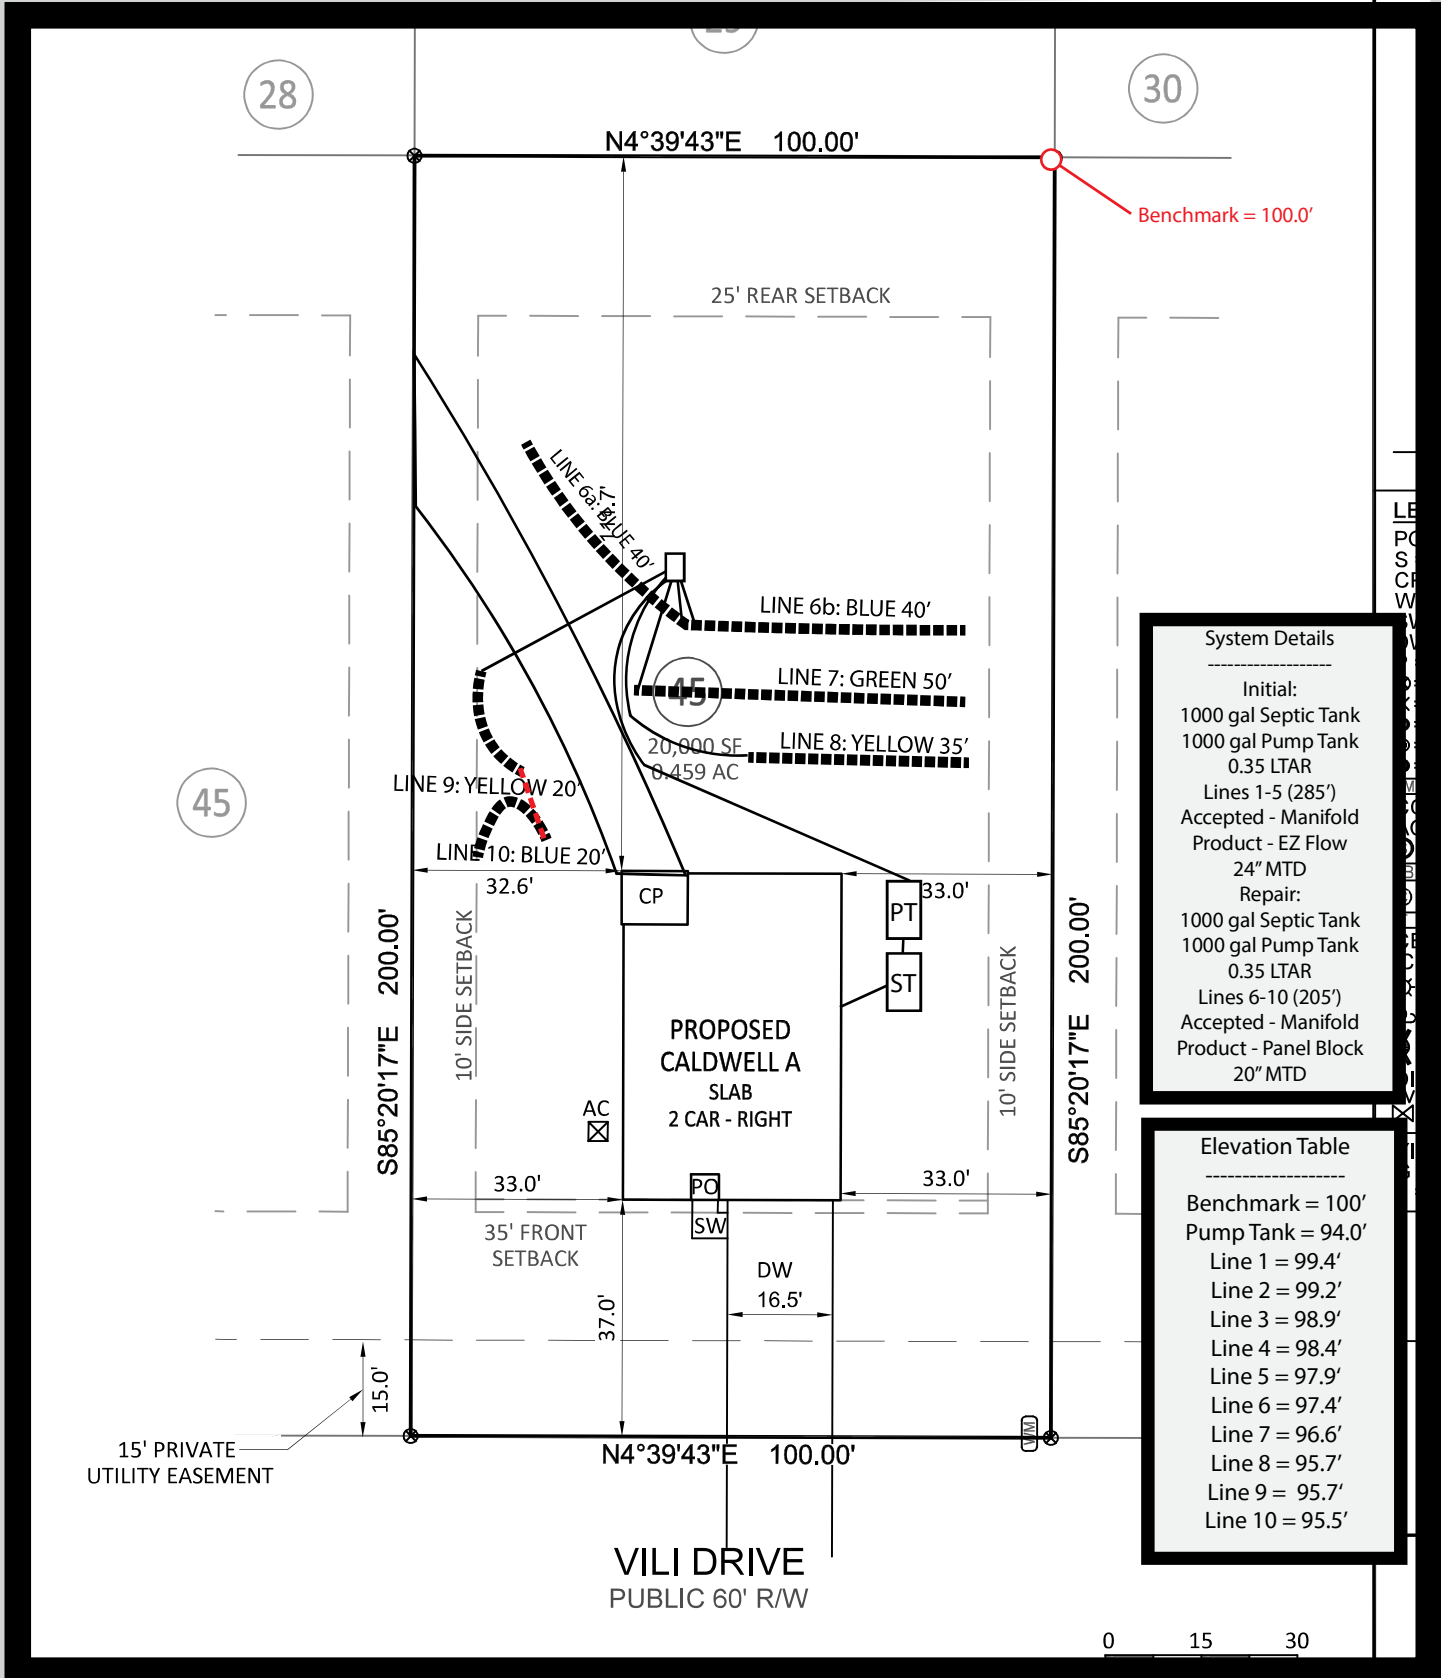 28
30
N4°39'43"E 100.00'
Benchmark = 100.0'
25' REAR SETBACK
LINE 6a: BLUE 40'
LINE 6b: BLUE 40'
LINE 7: GREEN 50'
45
LINE 8: YELLOW 35'
20,000 SF
0.459 AC
45
LINE 9: YELLOW 20'
LINE 10: BLUE 20'
32.6'
CP
PT
33.0'
ST
S85°20'17"E 200.00'
10' SIDE SETBACK
10' SIDE SETBACK
S85°20'17"E 200.00'
PROPOSED
CALDWELL A
SLAB
2 CAR - RIGHT
AC
33.0'
PO
33.0'
SW
35' FRONT
SETBACK
DW
16.5'
37.0'
15.0'
15' PRIVATE
UTILITY EASEMENT
WM
N4°39'43"E 100.00'
VILI DRIVE
PUBLIC 60' R/W
System Details
-------------------
Initial:
1000 gal Septic Tank
1000 gal Pump Tank
0.35 LTAR
Lines 1-5 (285')
Accepted - Manifold
Product - EZ Flow
24" MTD
Repair:
1000 gal Septic Tank
1000 gal Pump Tank
0.35 LTAR
Lines 6-10 (205')
Accepted - Manifold
Product - Panel Block
20" MTD
Elevation Table
-------------------
Benchmark = 100'
Pump Tank = 94.0'
Line 1 = 99.4'
Line 2 = 99.2'
Line 3 = 98.9'
Line 4 = 98.4'
Line 5 = 97.9'
Line 6 = 97.4'
Line 7 = 96.6'
Line 8 = 95.7'
Line 9 = 95.7'
Line 10 = 95.5'
0 15 30